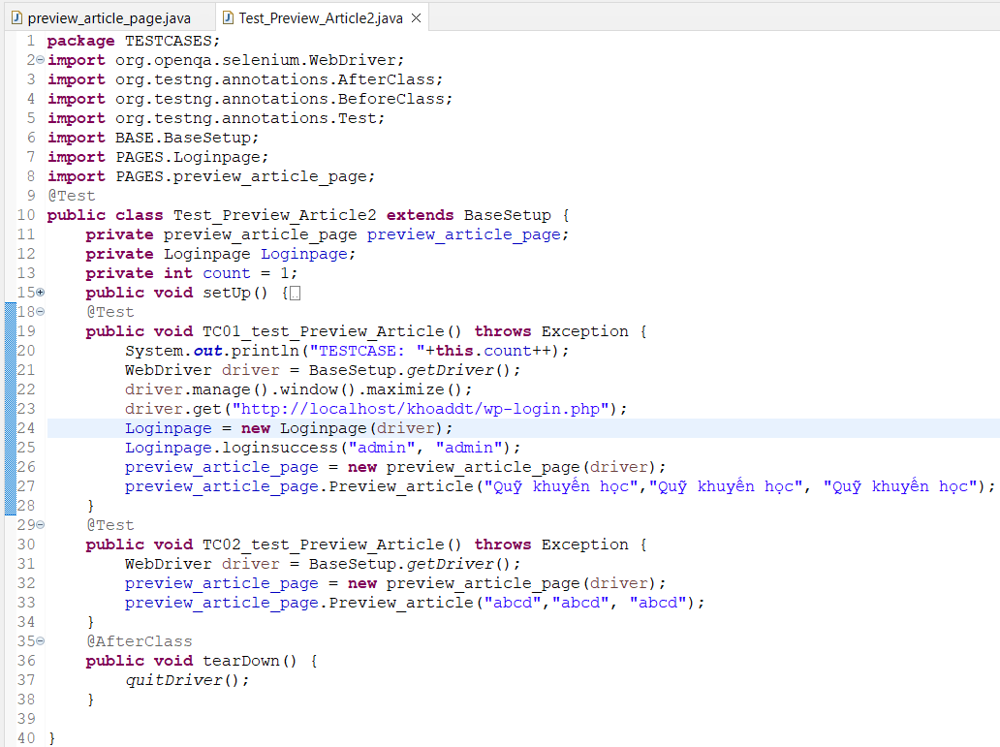 preview_article_page.java Test_Preview_Article2.java
1 package TESTCASES;
2 import org.openqa.selenium.WebDriver;
3 import org.testng.annotations.AfterClass;
4 import org.testng.annotations.BeforeClass;
5 import org.testng.annotations.Test;
6 import BASE.BaseSetup;
7 import PAGES.Loginpage;
8 import PAGES.preview_article_page;
9 @Test
10 public class Test_Preview_Article2 extends BaseSetup {
11 private preview_article_page preview_article_page;
12 private Loginpage Loginpage;
13 private int count = 1;
15 public void setUp() {
18 @Test
19 public void TC01_test_Preview_Article() throws Exception {
20 System.out.println("TESTCASE: "+this.count++);
21 WebDriver driver = BaseSetup.getDriver();
22 driver.manage().window().maximize();
23 driver.get("http://localhost/khoaddt/wp-login.php");
24 Loginpage = new Loginpage(driver);
25 Loginpage.loginsuccess("admin", "admin");
26 preview_article_page = new preview_article_page(driver);
27 preview_article_page.Preview_article("Quỹ khuyến học","Quỹ khuyến học", "Quỹ khuyến học");
28 }
29 @Test
30 public void TC02_test_Preview_Article() throws Exception {
31 WebDriver driver = BaseSetup.getDriver();
32 preview_article_page = new preview_article_page(driver);
33 preview_article_page.Preview_article("abcd","abcd", "abcd");
34 }
35 @AfterClass
36 public void tearDown() {
37 quitDriver();
38 }
39
40 }